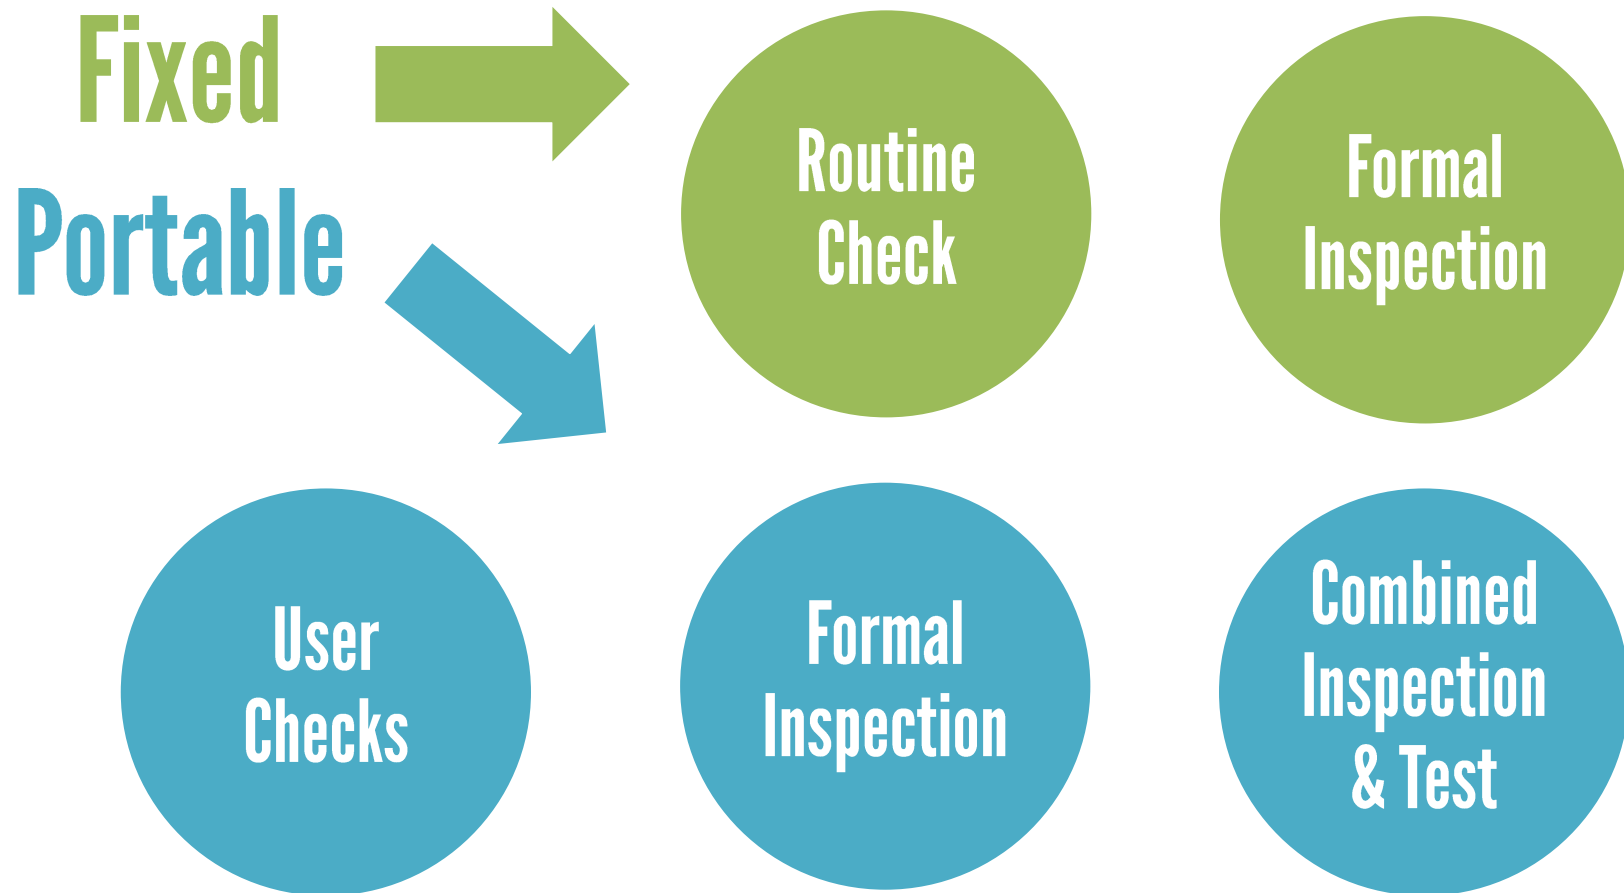 Fixed
Portable
Routine
Check
Formal
Inspection
User
Checks
Formal
Inspection
Combined
Inspection
& Test